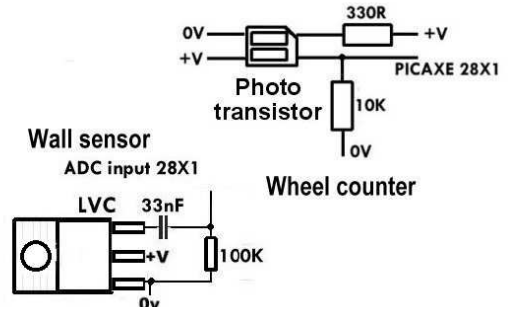 330R
0V
+V
+V
PICAXE 28X1
Photo
transistor
10K
0V
Wall sensor
ADC input 28X1
Wheel counter
LVC 33nF
+V
100K
0v